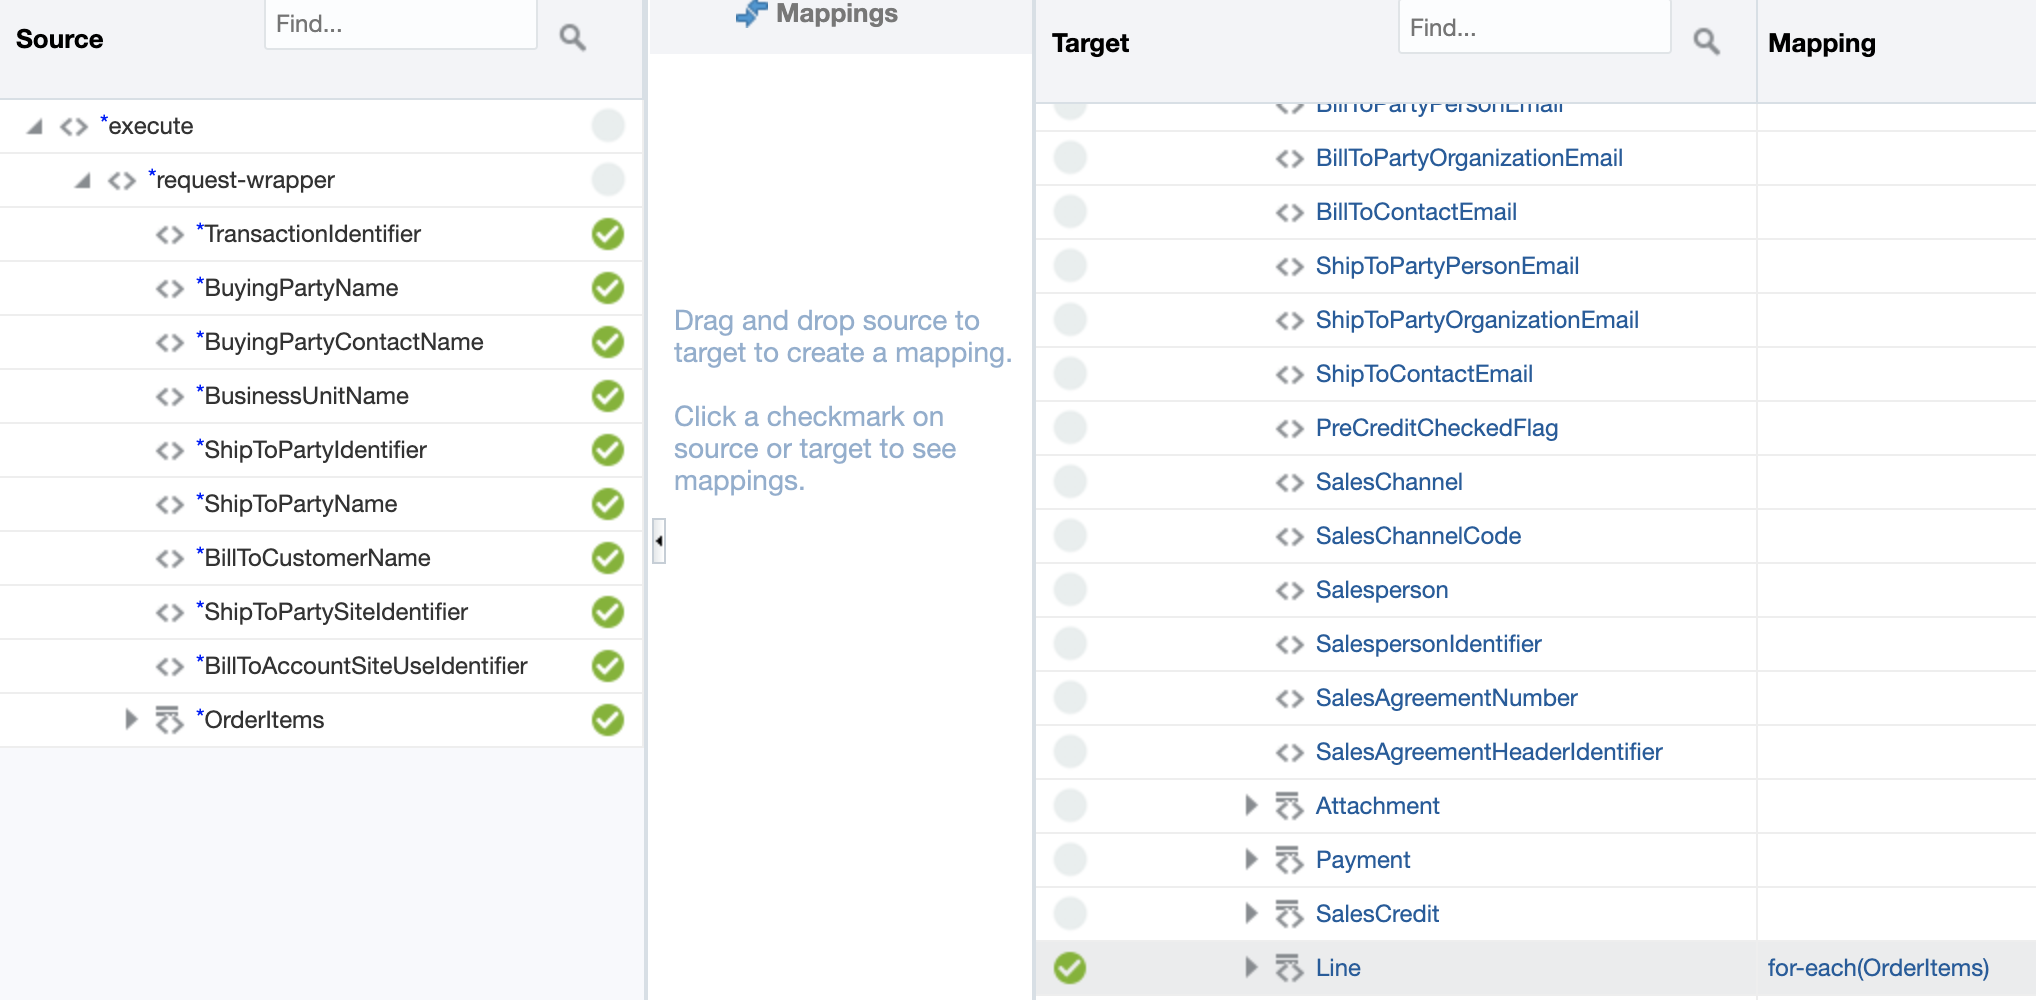 Source
Find...
*execute
*request-wrapper
*TransactionIdentifier
*BuyingPartyName
*BuyingPartyContactName
*BusinessUnitName
*ShipToPartyIdentifier
*ShipToPartyName
*BillToCustomerName
*ShipToPartySiteIdentifier
*BillToAccountSiteUseIdentifier
*OrderItems
Mappings
Drag and drop source to
target to create a mapping.
Click a checkmark on
source or target to see
mappings.
Target
Find...
Mapping
BillToPartyPersonEmail
BillToPartyOrganizationEmail
BillToContactEmail
ShipToPartyPersonEmail
ShipToPartyOrganizationEmail
ShipToContactEmail
PreCreditCheckedFlag
SalesChannel
SalesChannelCode
Salesperson
SalespersonIdentifier
SalesAgreementNumber
SalesAgreementHeaderIdentifier
Attachment
Payment
SalesCredit
Line
for-each(OrderItems)